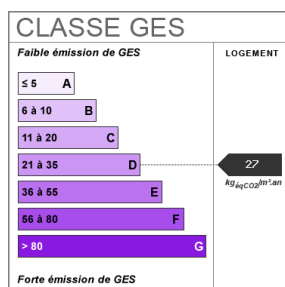 CLASSE GES
Faible émission de GES
LOGEMENT
≤ 5 A
6 à 10 B
11 à 20 C
21 à 35 D
27
kgéqCO2/m².an
36 à 55 E
56 à 80 F
> 80 G
Forte émission de GES